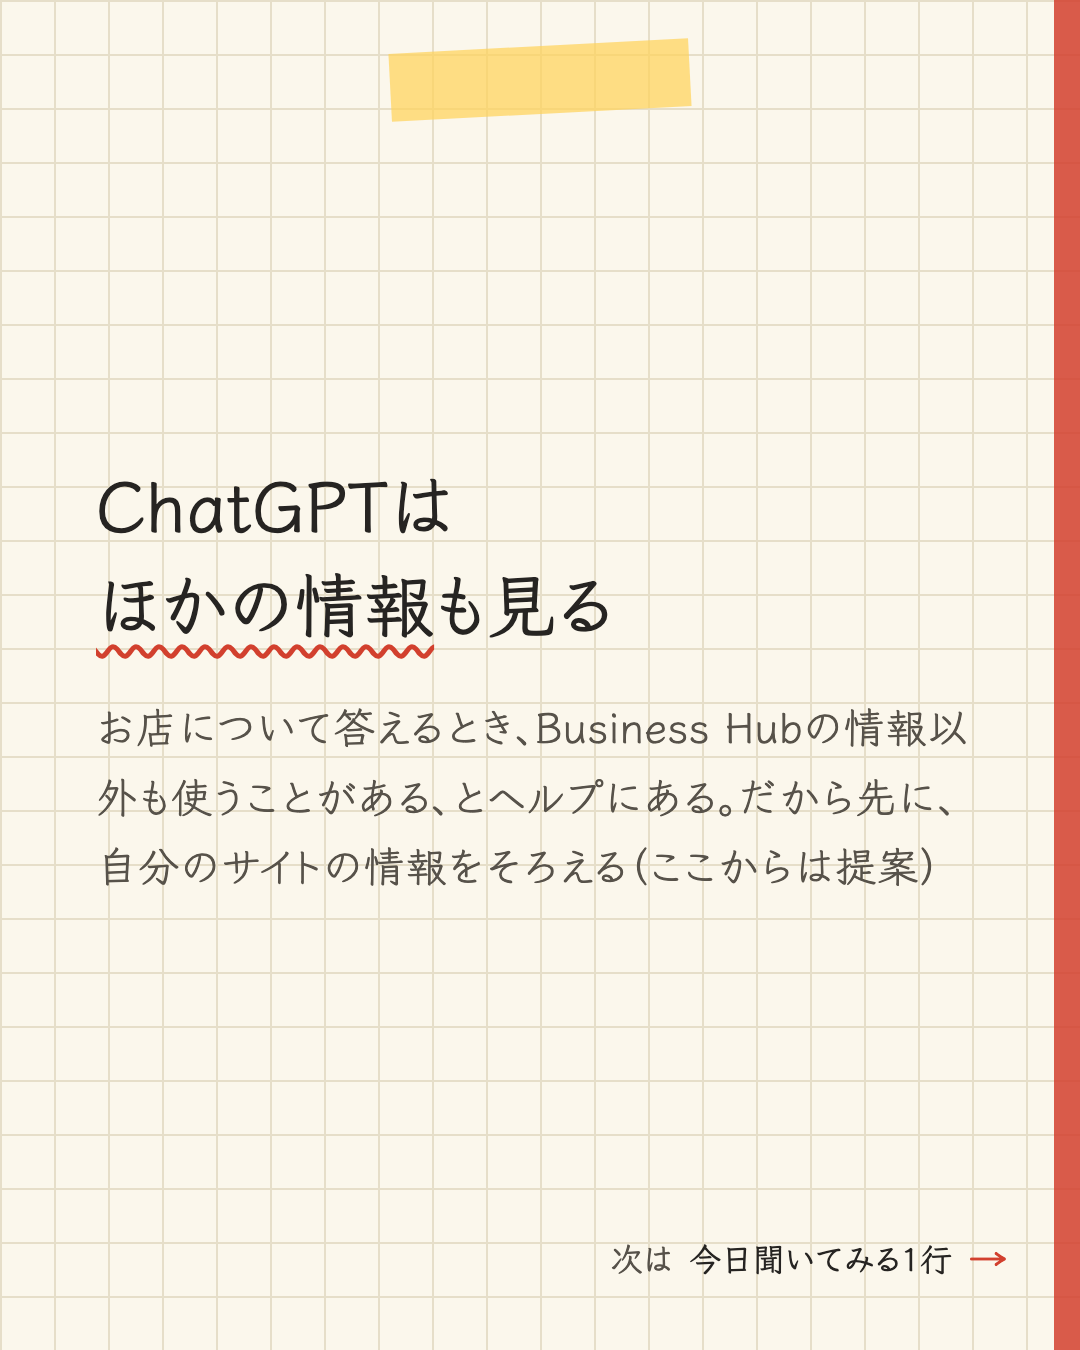 ChatGPTは
ほかの情報も見る
お店について答えるとき、Business Hubの情報以
外も使うことがある、とヘルプにある。だから先に、
自分のサイトの情報をそろえる(ここからは提案)
次は 今日聞いてみる1行 →